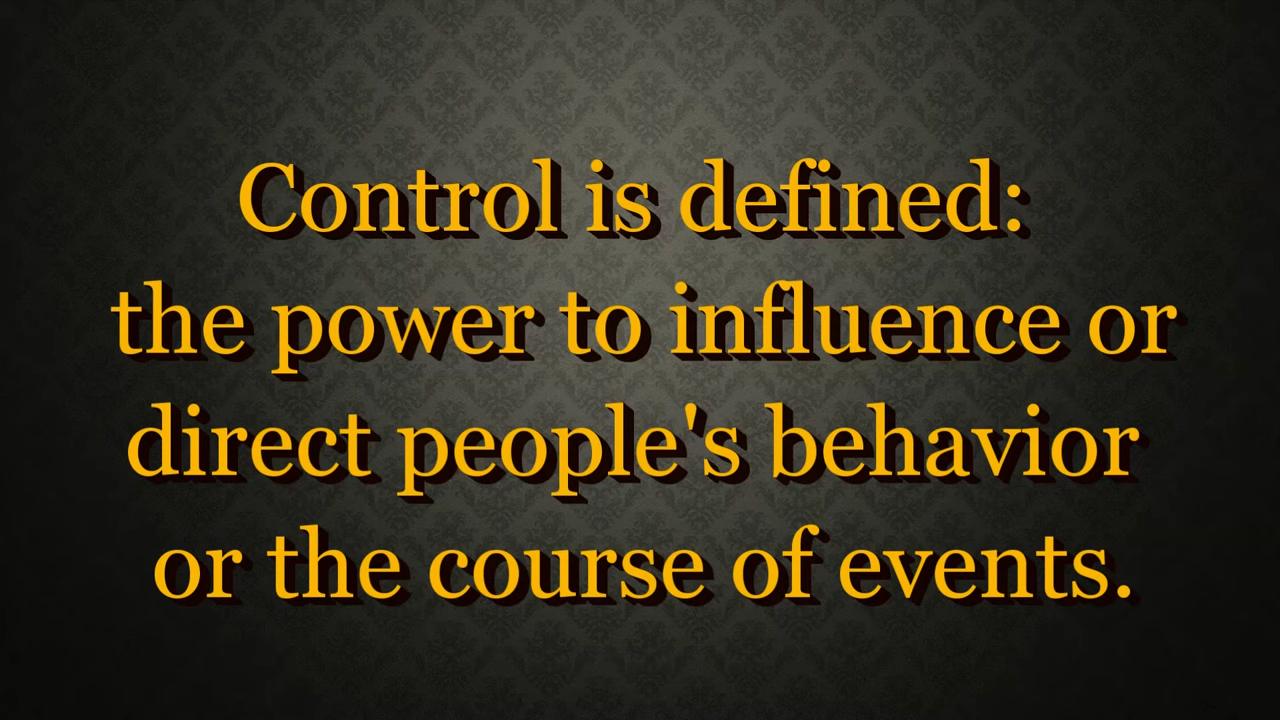 Control is defined:
the power to influence or
direct people's behavior
or the course of events.